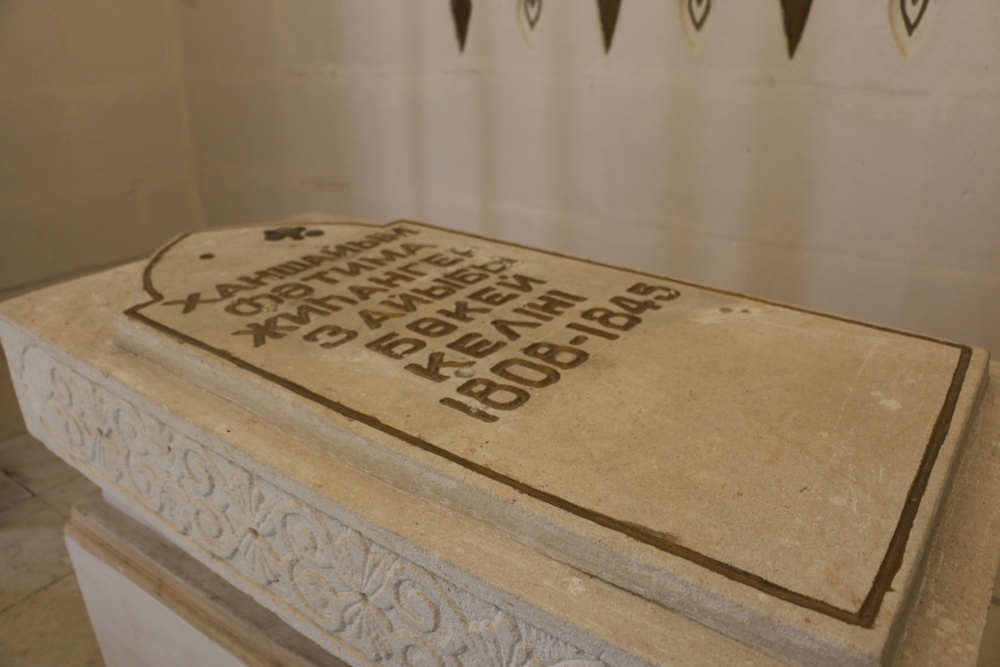 ХАНШАЙЫМ
ФӘТИМА
ЖИҺАНГЕР
ЗАЙЫБЫ
БӨКЕЙ
КЕЛІНІ
1808-1845